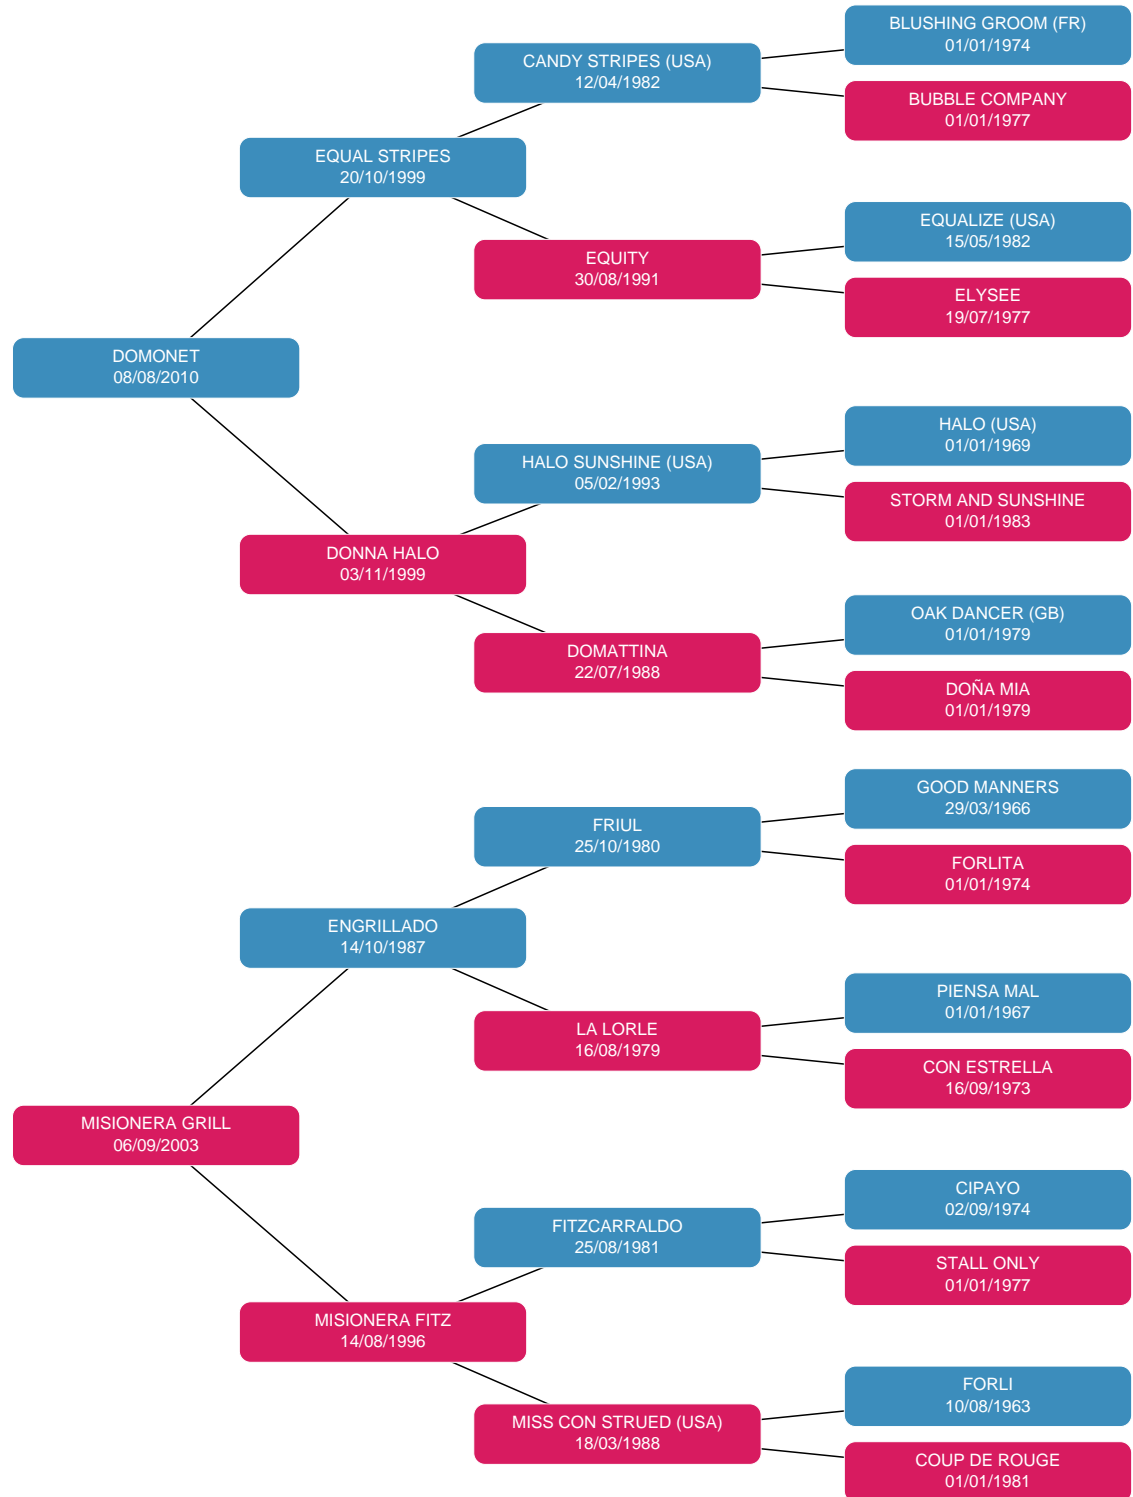 BLUSHING GROOM (FR)
01/01/1974
CANDY STRIPES (USA)
12/04/1982
BUBBLE COMPANY
01/01/1977
EQUAL STRIPES
20/10/1999
EQUALIZE (USA)
15/05/1982
EQUITY
30/08/1991
ELYSEE
19/07/1977
DOMONET
08/08/2010
HALO (USA)
01/01/1969
HALO SUNSHINE (USA)
05/02/1993
STORM AND SUNSHINE
01/01/1983
DONNA HALO
03/11/1999
OAK DANCER (GB)
01/01/1979
DOMATTINA
22/07/1988
DOÑA MIA
01/01/1979
GOOD MANNERS
29/03/1966
FRIUL
25/10/1980
FORLITA
01/01/1974
ENGRILLADO
14/10/1987
PIENSA MAL
01/01/1967
LA LORLE
16/08/1979
CON ESTRELLA
16/09/1973
MISIONERA GRILL
06/09/2003
CIPAYO
02/09/1974
FITZCARRALDO
25/08/1981
STALL ONLY
01/01/1977
MISIONERA FITZ
14/08/1996
FORLI
10/08/1963
MISS CON STRUED (USA)
18/03/1988
COUP DE ROUGE
01/01/1981